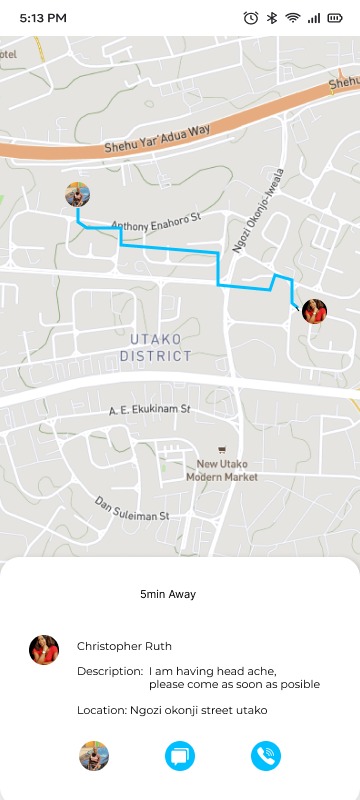 5:13 PM
otel
Shehu
Shehu Yar'Adua Way
Anthony Enahoro St
Ngozi Okonjo-Iweala
UTAKO
DISTRICT
A. E. Ekukinam St
New Utako
Modern Market
Dan Suleiman St
5min Away
Christopher Ruth
Description: I am having head ache,
please come as soon as posible
Location: Ngozi okonji street utako